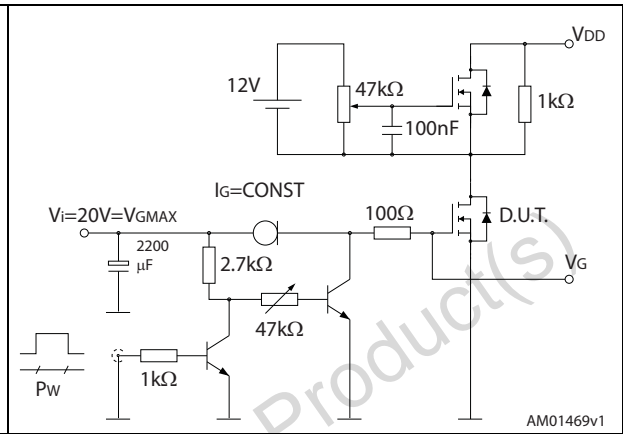 VDD
12V
47kΩ
1kΩ
100nF
IG=CONST
Vi=20V=VGMAX
100Ω
D.U.T.
2200
μF
2.7kΩ
VG
47kΩ
1kΩ
PW
Product(s)
AM01469v1